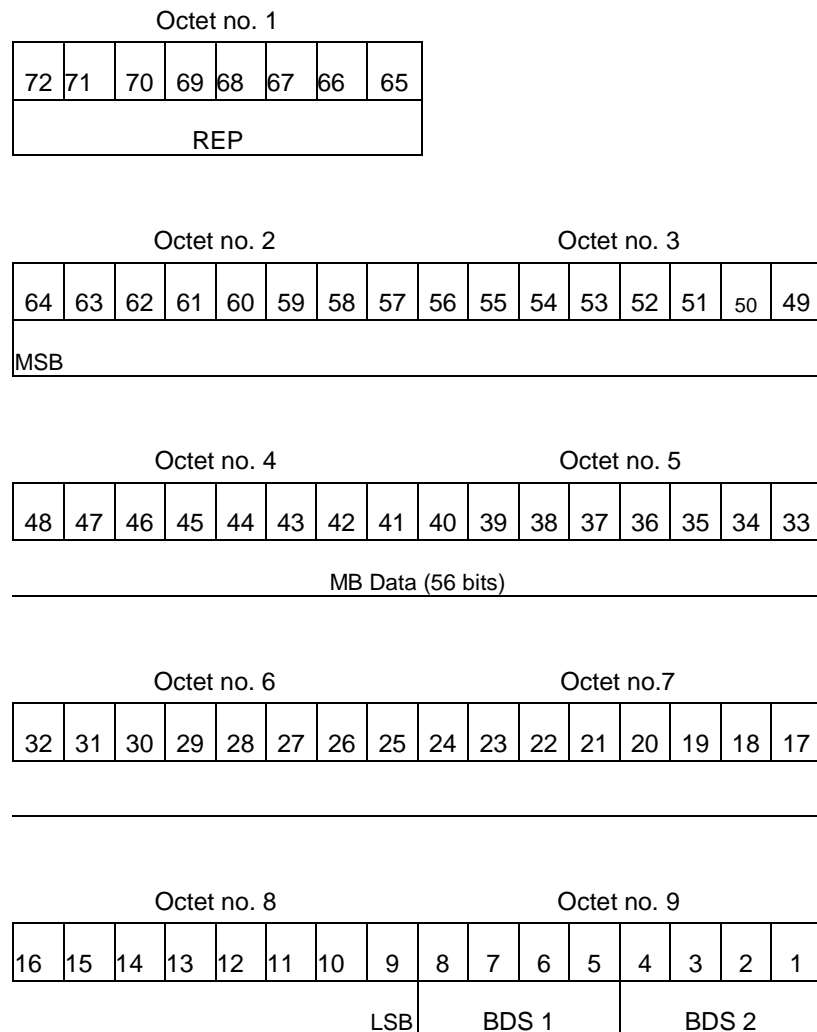 Octet no. 1
72 71 70 69 68 67 66 65
REP
Octet no. 2 Octet no. 3
64 63 62 61 60 59 58 57 56 55 54 53 52 51 50 49
MSB
Octet no. 4 Octet no. 5
48 47 46 45 44 43 42 41 40 39 38 37 36 35 34 33
MB Data (56 bits)
Octet no. 6 Octet no.7
32 31 30 29 28 27 26 25 24 23 22 21 20 19 18 17
Octet no. 8 Octet no. 9
16 15 14 13 12 11 10 9 8 7 6 5 4 3 2 1
LSB BDS 1 BDS 2